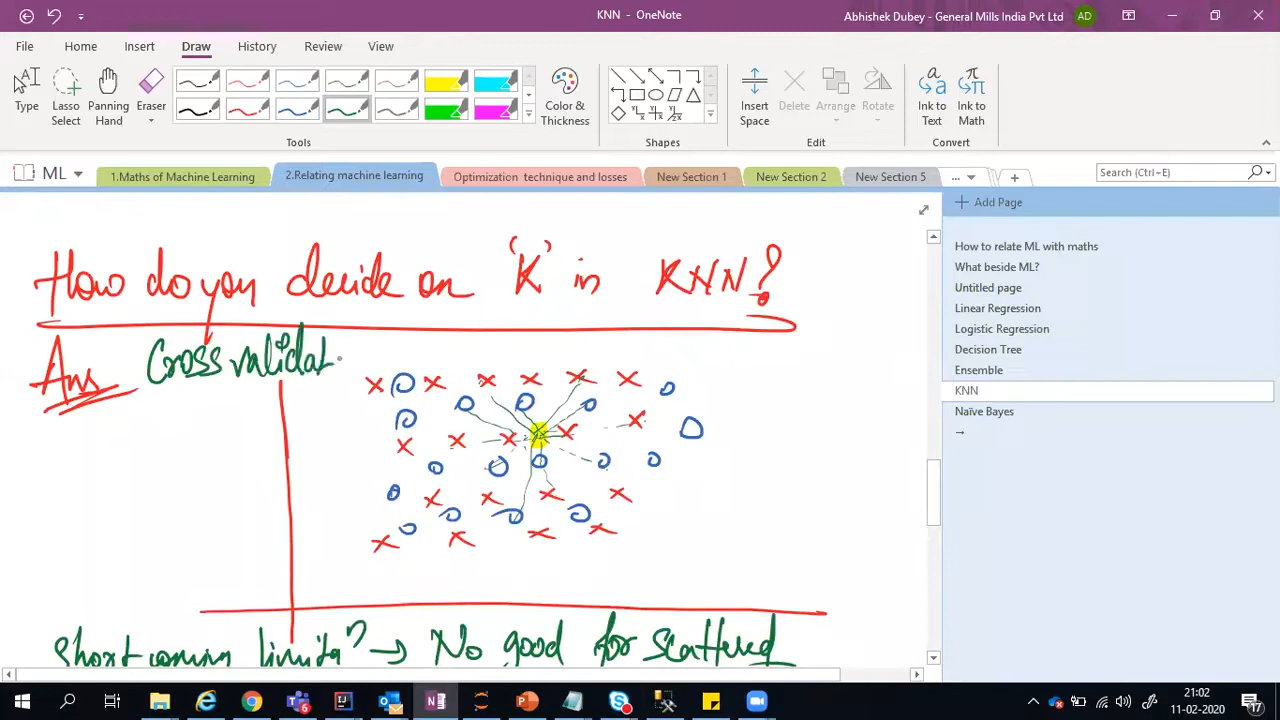 KNN - OneNote
Abhishek Dubey - General Mills India Pvt Ltd AD
File Home Insert Draw History Review View
Type Lasso Select Panning Hand Eraser Color & Thickness Insert Space Delete Arrange Rotate Ink to Text Ink to Math
Tools Shapes Edit Convert
ML 1.Maths of Machine Learning 2.Relating machine learning Optimization technique and losses New Section 1 New Section 2 New Section 5 ... Search (Ctrl+E)
Add Page
How to relate ML with maths
What beside ML?
Untitled page
Linear Regression
Logistic Regression
Decision Tree
Ensemble
KNN
Naïve Bayes
→
How do you decide on 'K' in KNN?
Ans Cross validat
Short coming limitaⁿ? → No good for scattered
21:02
11-02-2020
17